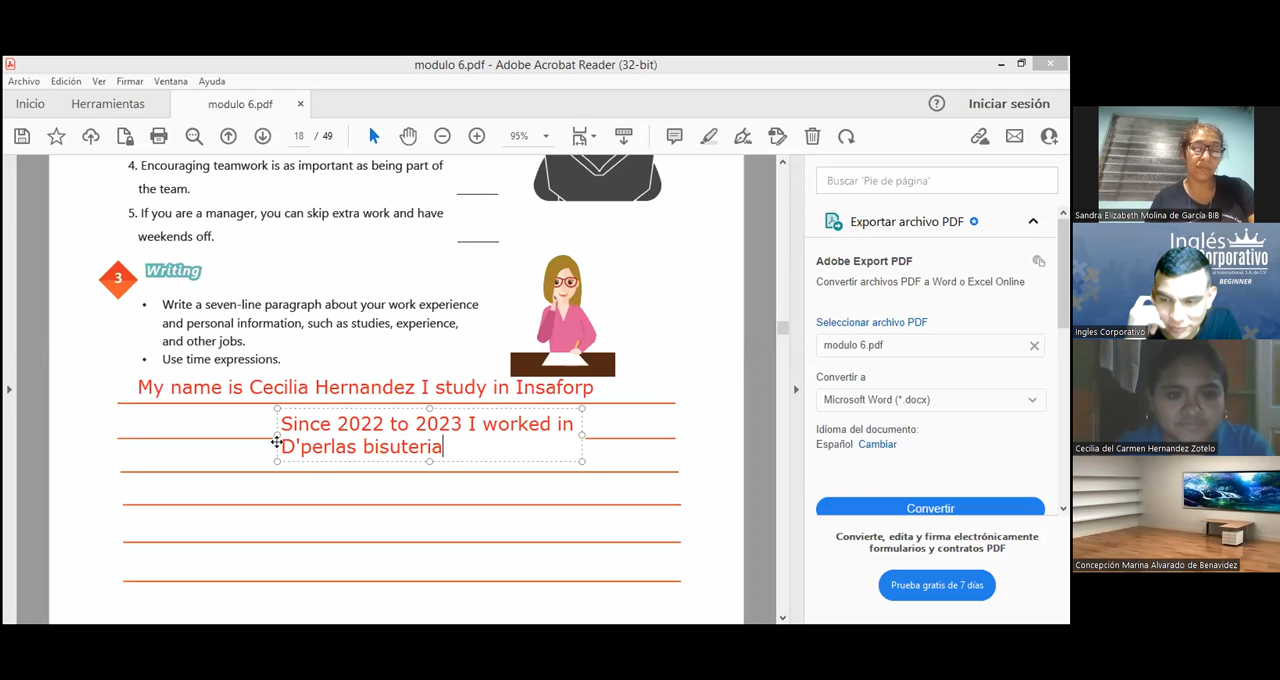 modulo 6.pdf - Adobe Acrobat Reader (32-bit)
Archivo Edición Ver Firmar Ventana Ayuda
Inicio Herramientas modulo 6.pdf × Iniciar sesión
18 / 49 95%
4. Encouraging teamwork is as important as being part of
the team.
5. If you are a manager, you can skip extra work and have
weekends off.
3 Writing
• Write a seven-line paragraph about your work experience
and personal information, such as studies, experience,
and other jobs.
• Use time expressions.
My name is Cecilia Hernandez I study in Insaforp
Since 2022 to 2023 I worked in
D'perlas bisuteria
Buscar 'Pie de página'
Exportar archivo PDF
Adobe Export PDF
Convertir archivos PDF a Word o Excel Online
Seleccionar archivo PDF
modulo 6.pdf
Convertir a
Microsoft Word (*.docx)
Idioma del documento:
Español Cambiar
Convertir
Convierte, edita y firma electrónicamente
formularios y contratos PDF
Prueba gratis de 7 días
Sandra Elizabeth Molina de García BIB
Inglés
Corporativo
BEGINNER
Ingles Corporativo
Cecilia del Carmen Hernandez Zotelo
Concepción Marina Alvarado de Benavidez